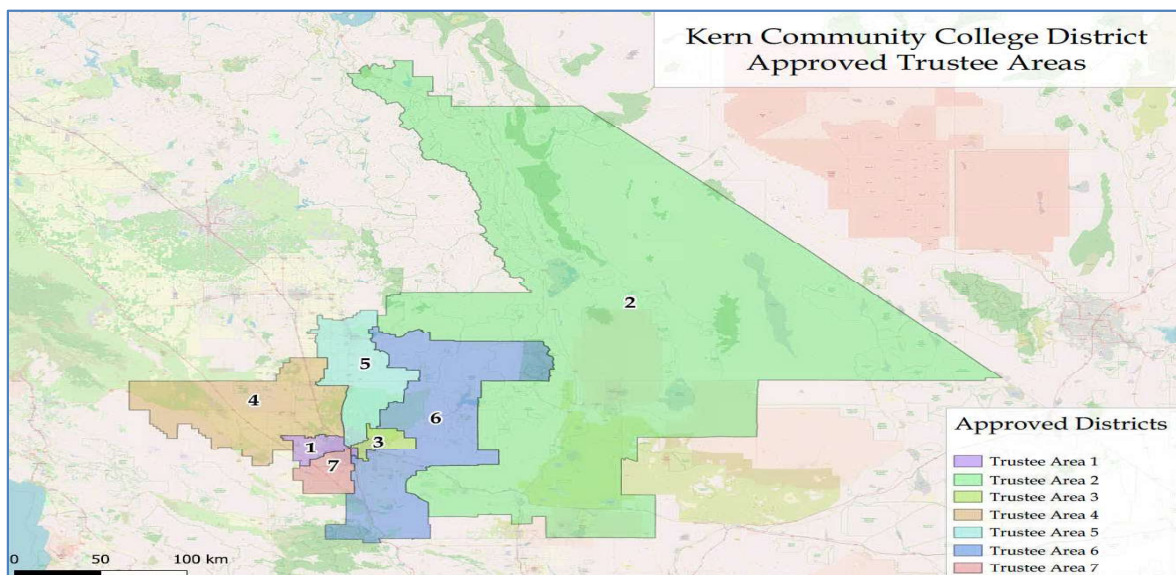 Kern Community College District
Approved Trustee Areas
2
5
4
6
3
1
7
Approved Districts
Trustee Area 1
Trustee Area 2
Trustee Area 3
Trustee Area 4
Trustee Area 5
Trustee Area 6
Trustee Area 7
0 50 100 km